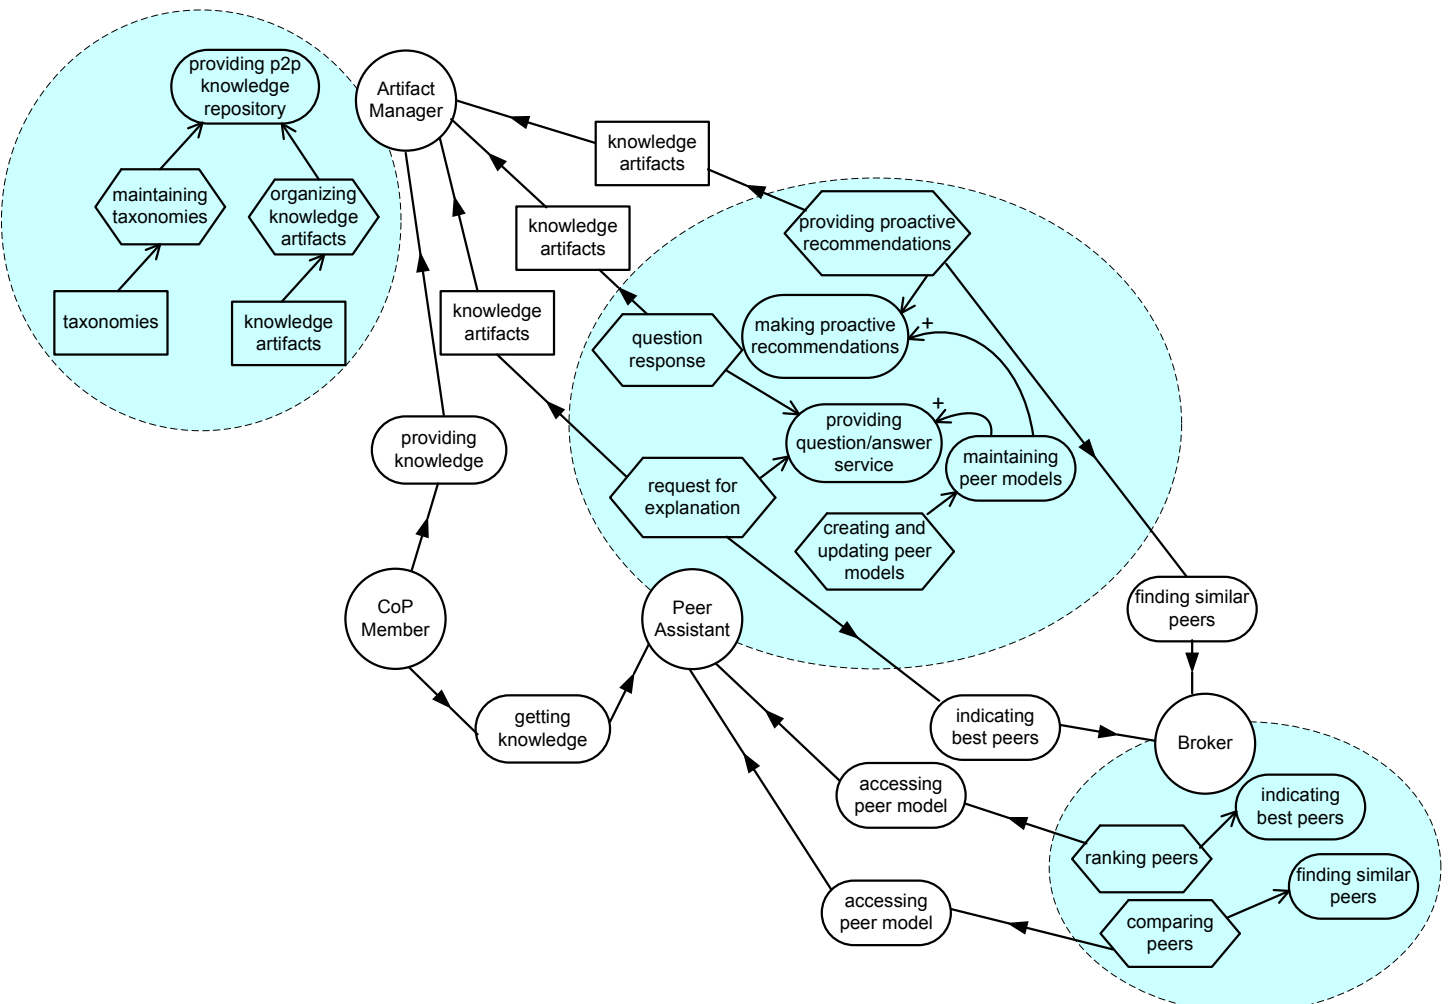 providing p2p
knowledge
repository
Artifact
Manager
maintaining
taxonomies
organizing
knowledge
artifacts
taxonomies
knowledge
artifacts
knowledge
artifacts
knowledge
artifacts
knowledge
artifacts
providing proactive
recommendations
making proactive
recommendations
+
question
response
providing
question/answer
service
+
maintaining
peer models
request for
explanation
creating and
updating peer
models
providing
knowledge
CoP
Member
Peer
Assistant
getting
knowledge
finding similar
peers
indicating
best peers
Broker
accessing
peer model
accessing
peer model
indicating
best peers
ranking peers
finding similar
peers
comparing
peers